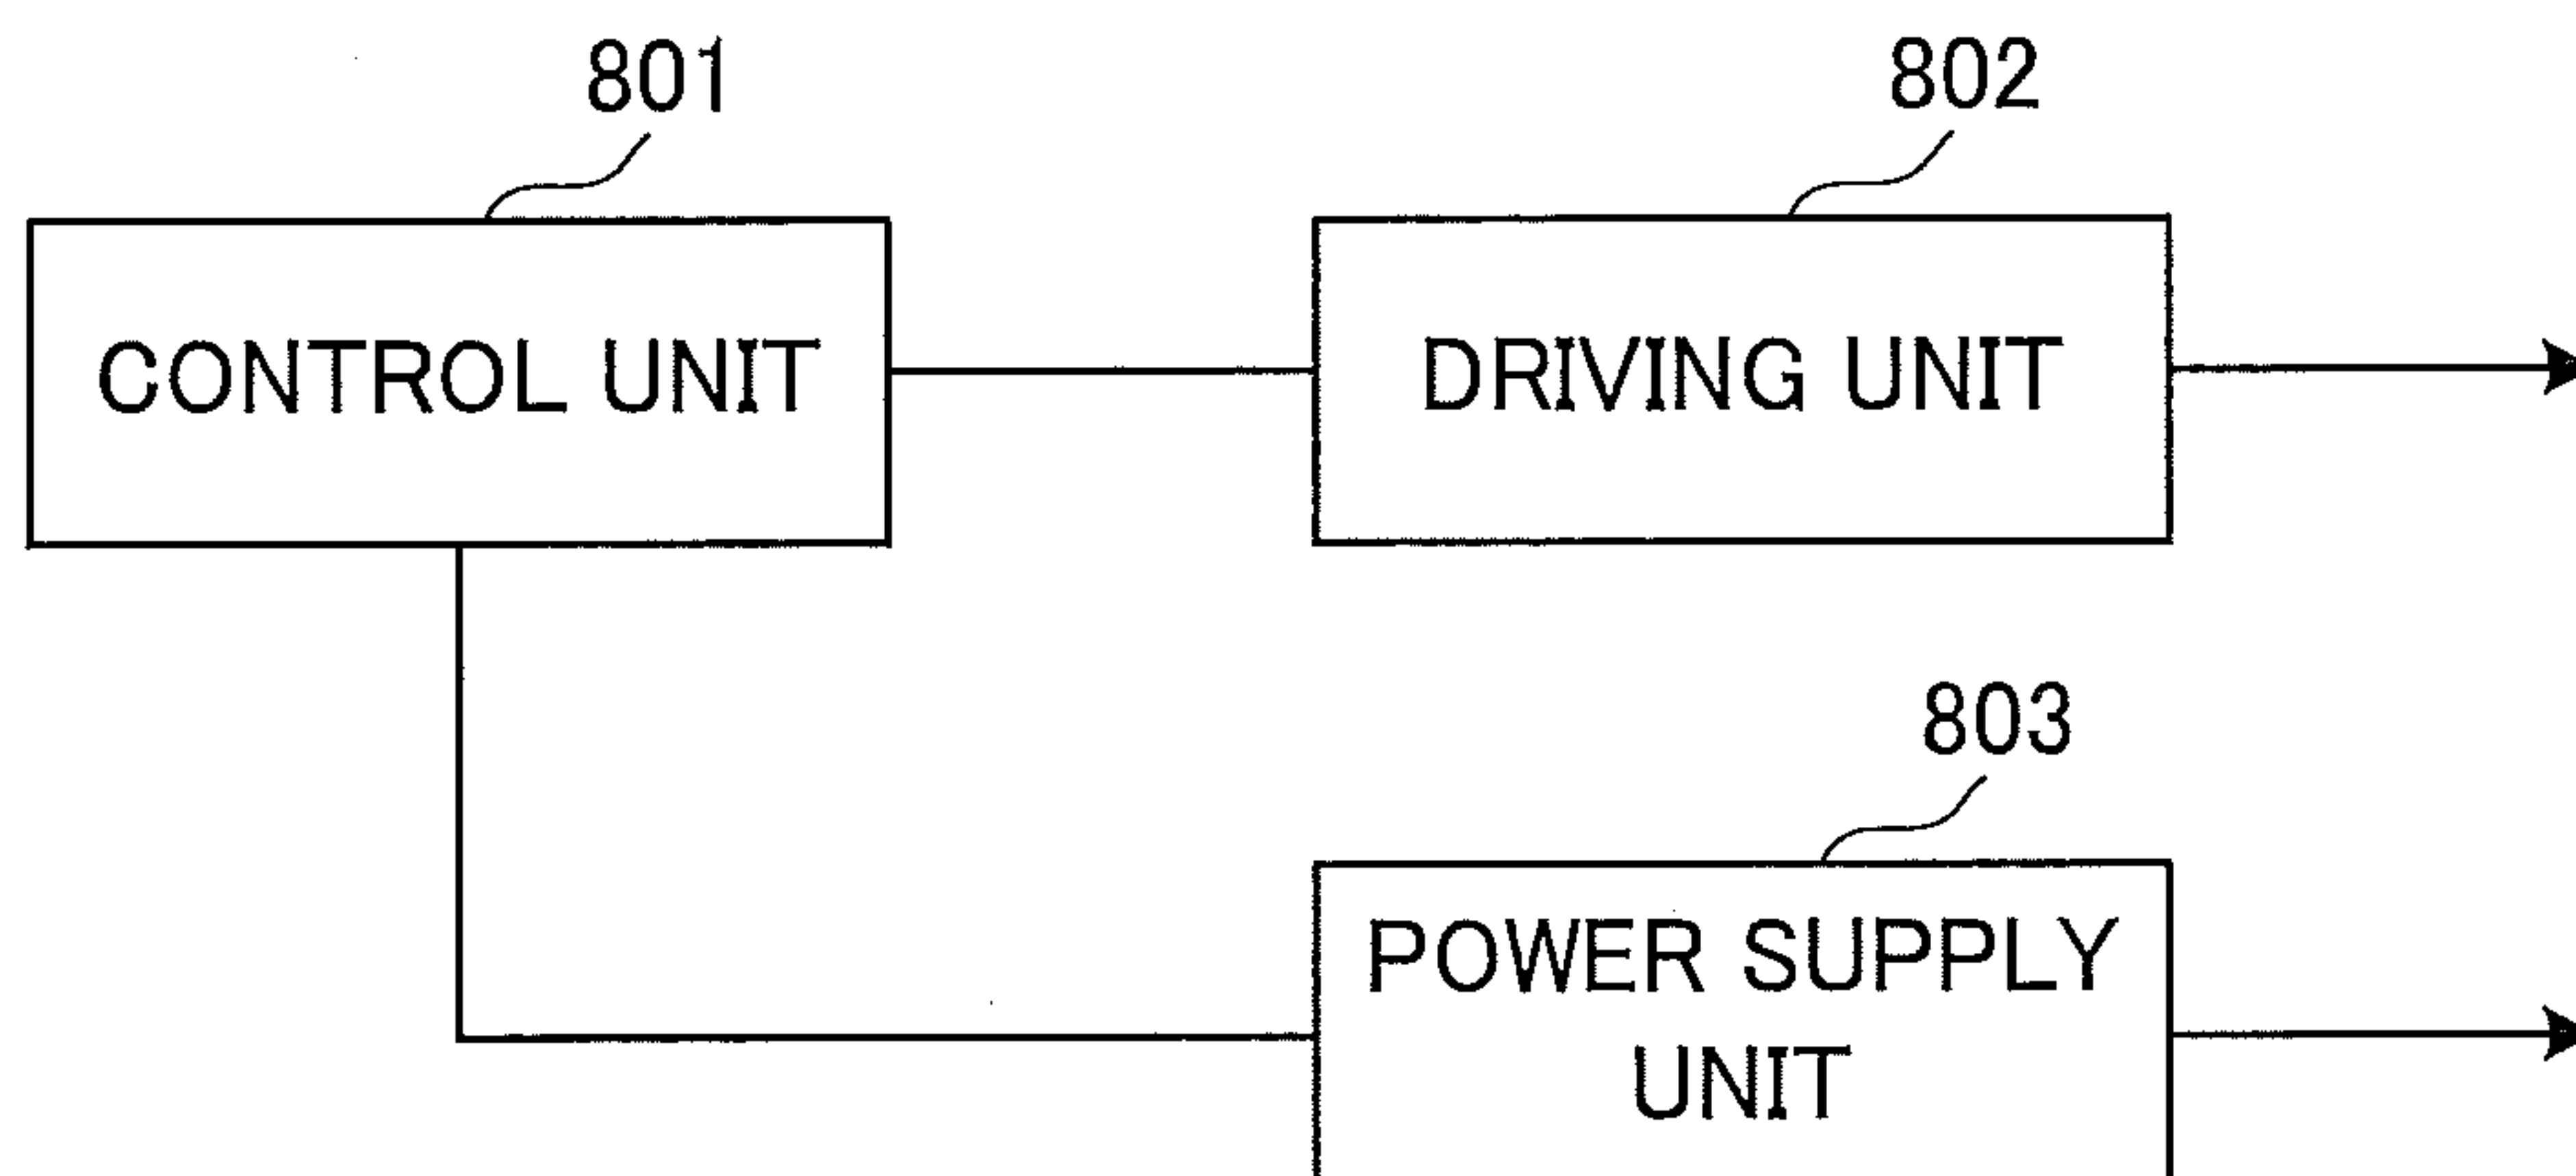 801
802
CONTROL UNIT
DRIVING UNIT
803
POWER SUPPLY
UNIT